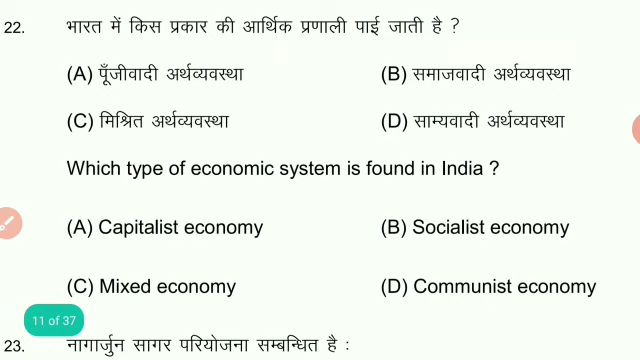 22. भारत में किस प्रकार की आर्थिक प्रणाली पाई जाती है ?
(A) पूँजीवादी अर्थव्यवस्था (B) समाजवादी अर्थव्यवस्था
(C) मिश्रित अर्थव्यवस्था (D) साम्यवादी अर्थव्यवस्था
Which type of economic system is found in India ?
(A) Capitalist economy (B) Socialist economy
(C) Mixed economy (D) Communist economy
11 of 37
23. नागार्जुन सागर परियोजना सम्बन्धित है :